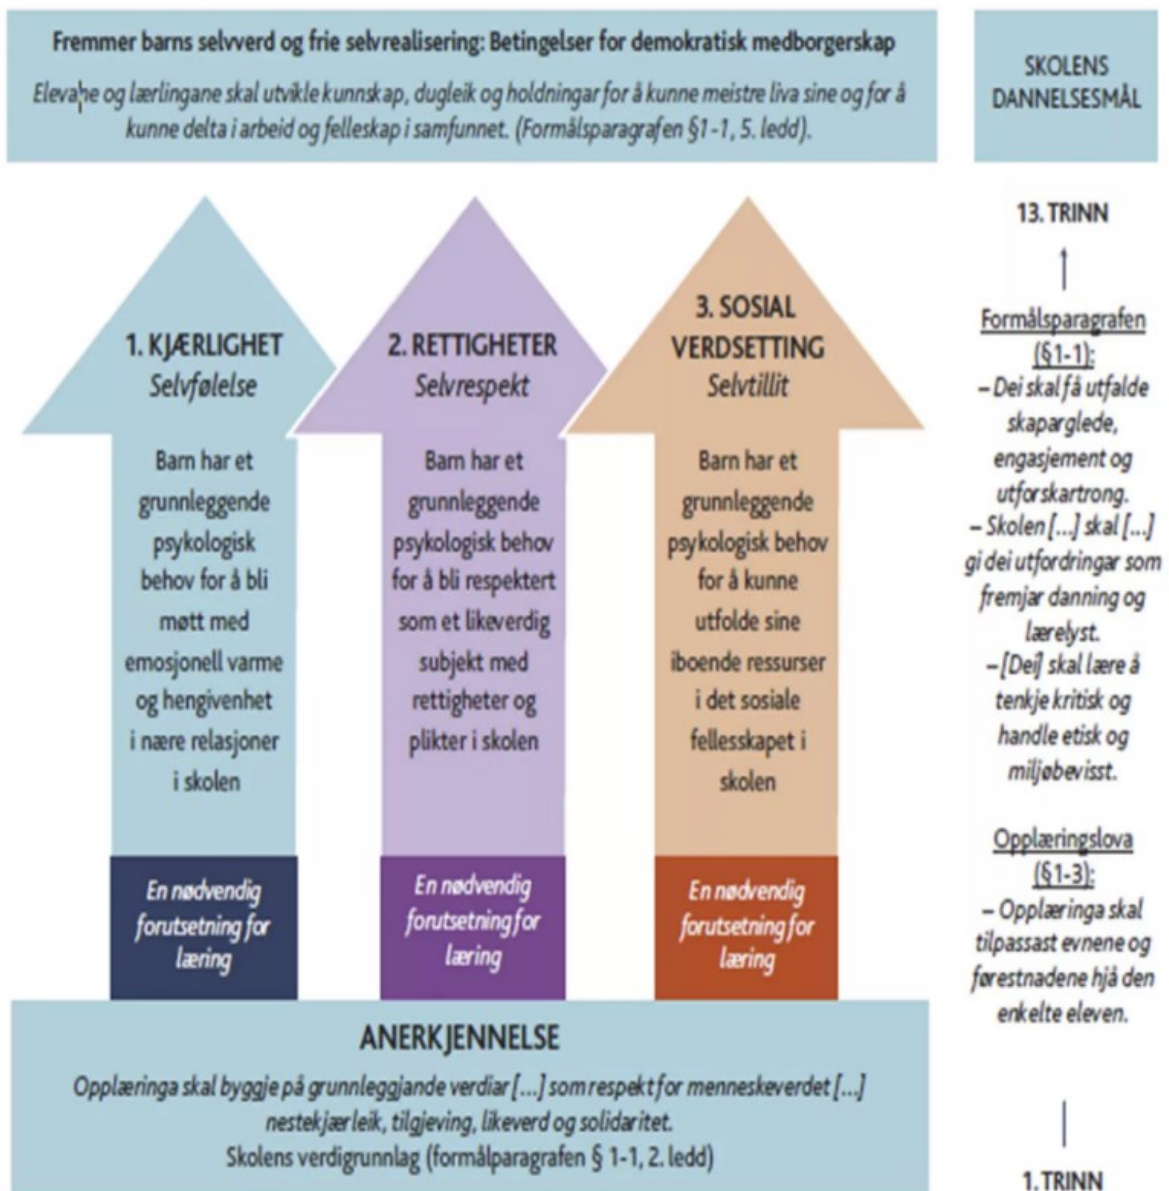 Fremmer barns selvverd og frie selvrealisering: Betingelser for demokratisk medborgerskap
Elevane og lærlingane skal utvikle kunnskap, dugleik og holdningar for å kunne meistre liva sine og for å
kunne delta i arbeid og felleskap i samfunnet. (Formålsparagrafen §1-1, 5. ledd).
SKOLENS
DANNELSESMÅL
1. KJÆRLIGHET
Selvfølelse
Barn har et
grunnleggende
psykologisk
behov for å bli
møtt med
emosjonell varme
og hengivenhet
i nære relasjoner
i skolen
En nødvendig
forutsetning for
læring
2. RETTIGHETER
Selvrespekt
Barn har et
grunnleggende
psykologisk behov
for å bli respektert
som et likeverdig
subjekt med
rettigheter og
plikter i skolen
En nødvendig
forutsetning for
læring
3. SOSIAL
VERDSETTING
Selvtillit
Barn har et
grunnleggende
psykologisk behov
for å kunne
utfolde sine
iboende ressurser
i det sosiale
fellesskapet i
skolen
En nødvendig
forutsetning for
læring
ANERKJENNELSE
Opplæringa skal byggje på grunnleggjande verdiar [...] som respekt for menneskeverdet [...]
nestekjærleik, tilgjeving, likeverd og solidaritet.
Skolens verdigrunnlag (formålparagrafen § 1-1, 2. ledd)
13. TRINN
Formålsparagrafen
(§1-1):
– Dei skal få utfalde
skaparglede,
engasjement og
utforskartrong.
– Skolen [...] skal [...]
gi dei utfordringar som
fremjar danning og
lærelyst.
– [Dei] skal lære å
tenkje kritisk og
handle etisk og
miljøbevisst.
Opplæringslova
(§1-3):
– Opplæringa skal
tilpassast evnene og
førestnadene hjå den
enkelte eleven.
1. TRINN